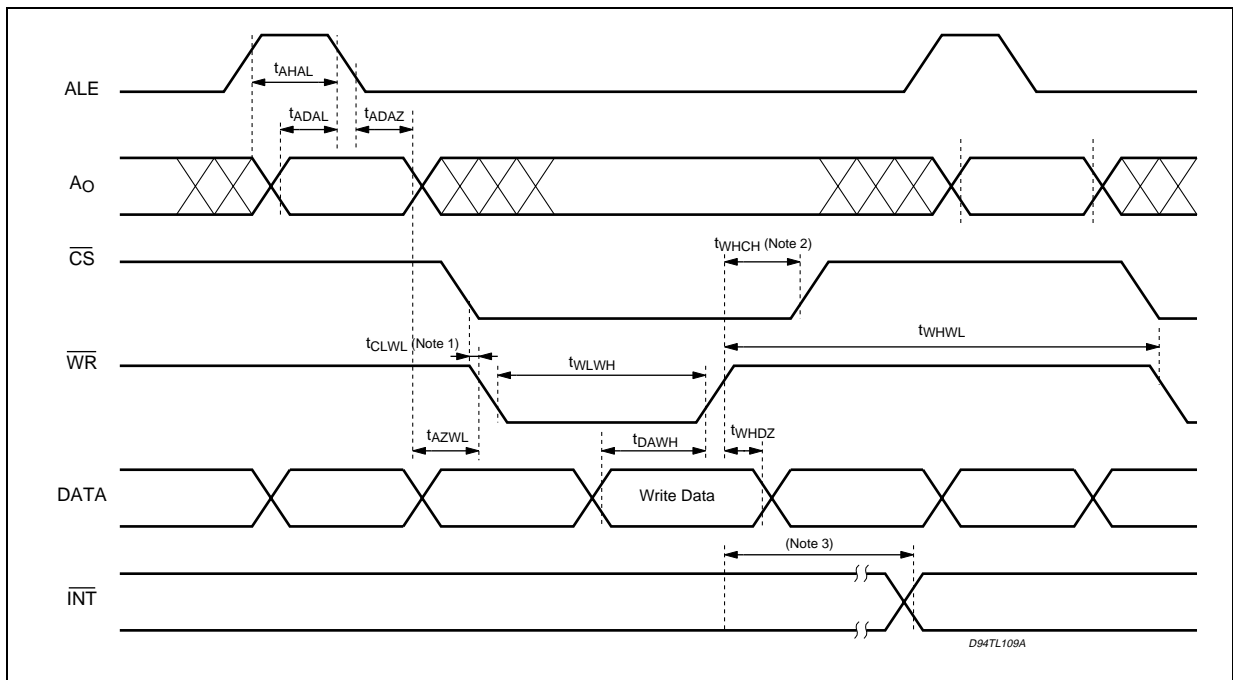 ALE
tAHAL
tADAL
tADAZ
AO
CS
tWHCH (Note 2)
tWHWL
tCLWL (Note 1)
WR
tWLWH
tAZWL
tDAWH
tWHDZ
DATA
Write Data
(Note 3)
INT
D94TL109A